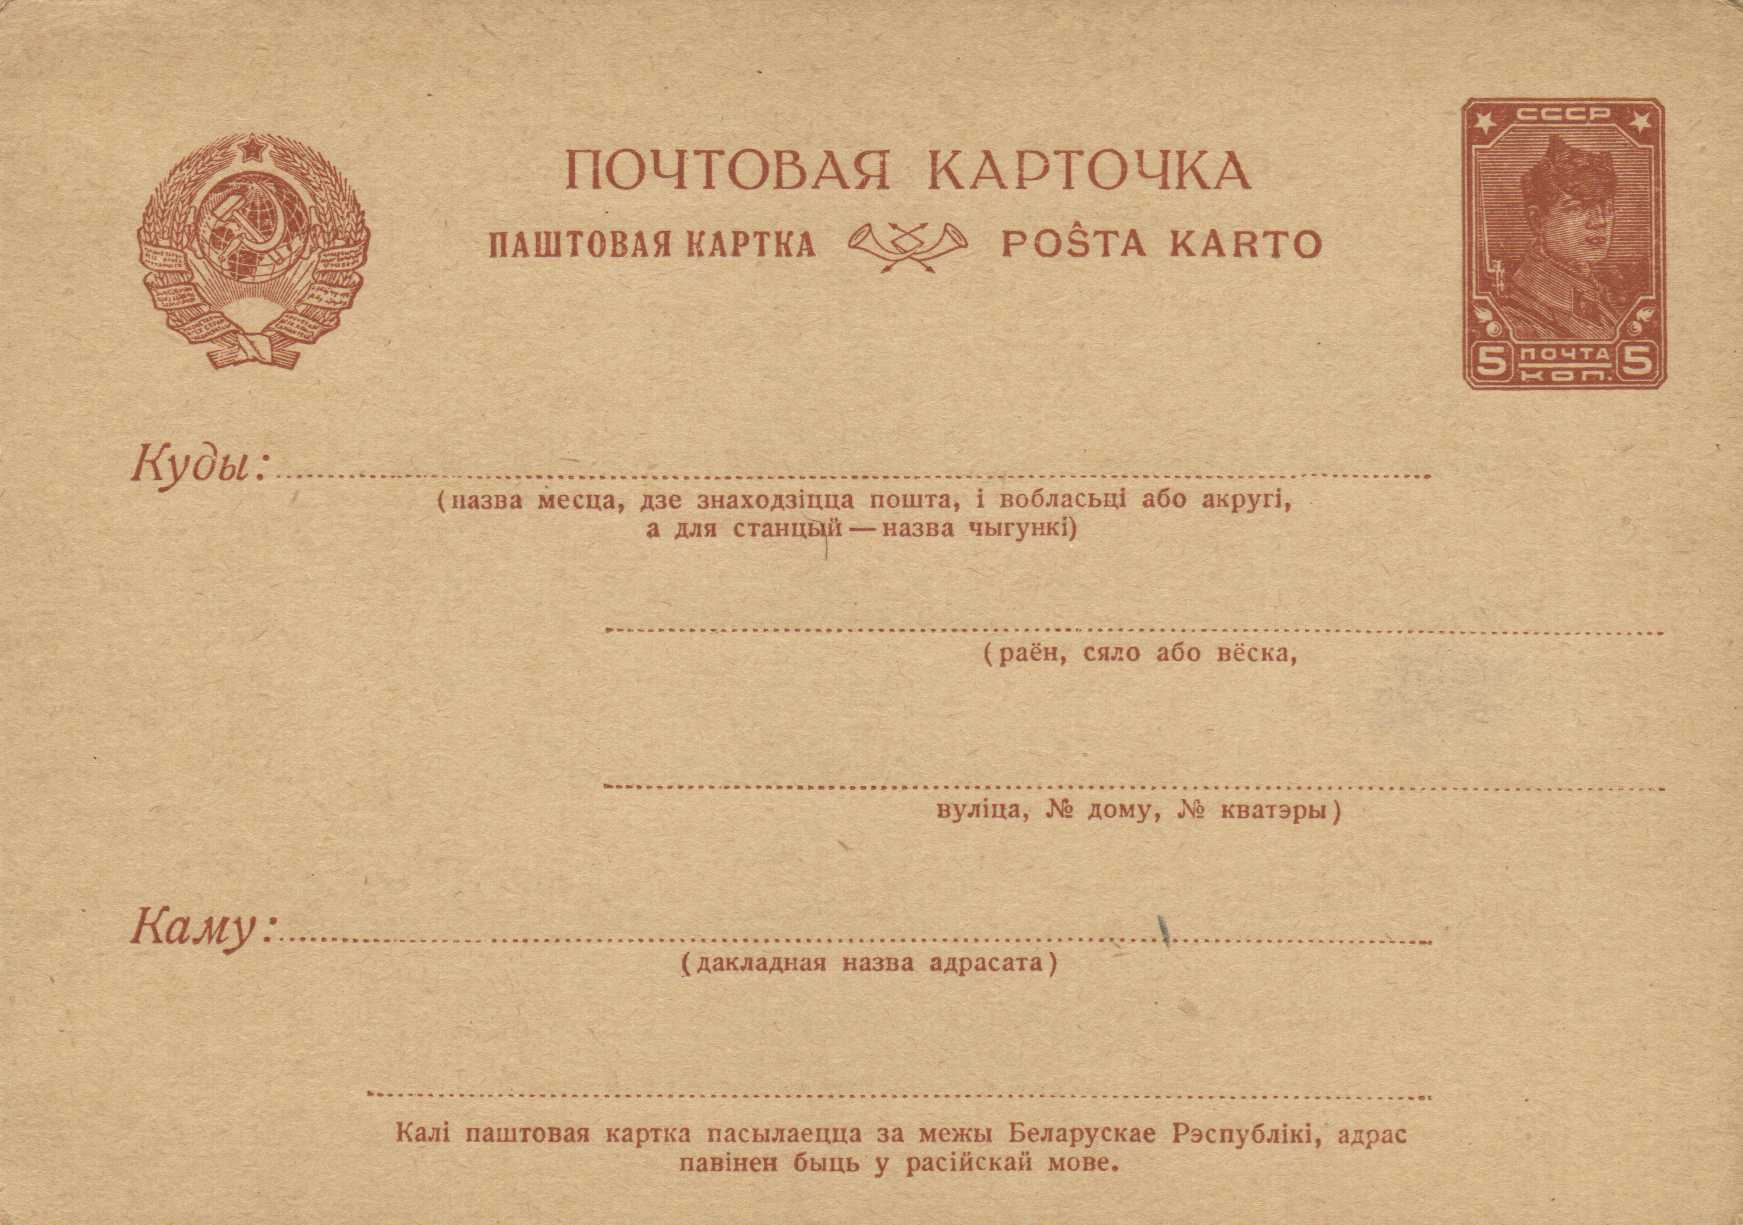 СССР
ПОЧТОВАЯ КАРТОЧКА
ПАШТОВАЯ КАРТКА POŜTA KARTO
5 ПОЧТА 5
КОП.
Куды:
(назва месца, дзе знаходзіцца пошта, і вобласьці або акругі,
а для станцый — назва чыгункі)
(раён, сяло або вёска,
вуліца, № дому, № кватэры)
Каму:
(дакладная назва адрасата)
Калі паштовая картка пасылаецца за межы Беларускае Рэспублікі, адрас
павінен быць у расійскай мове.